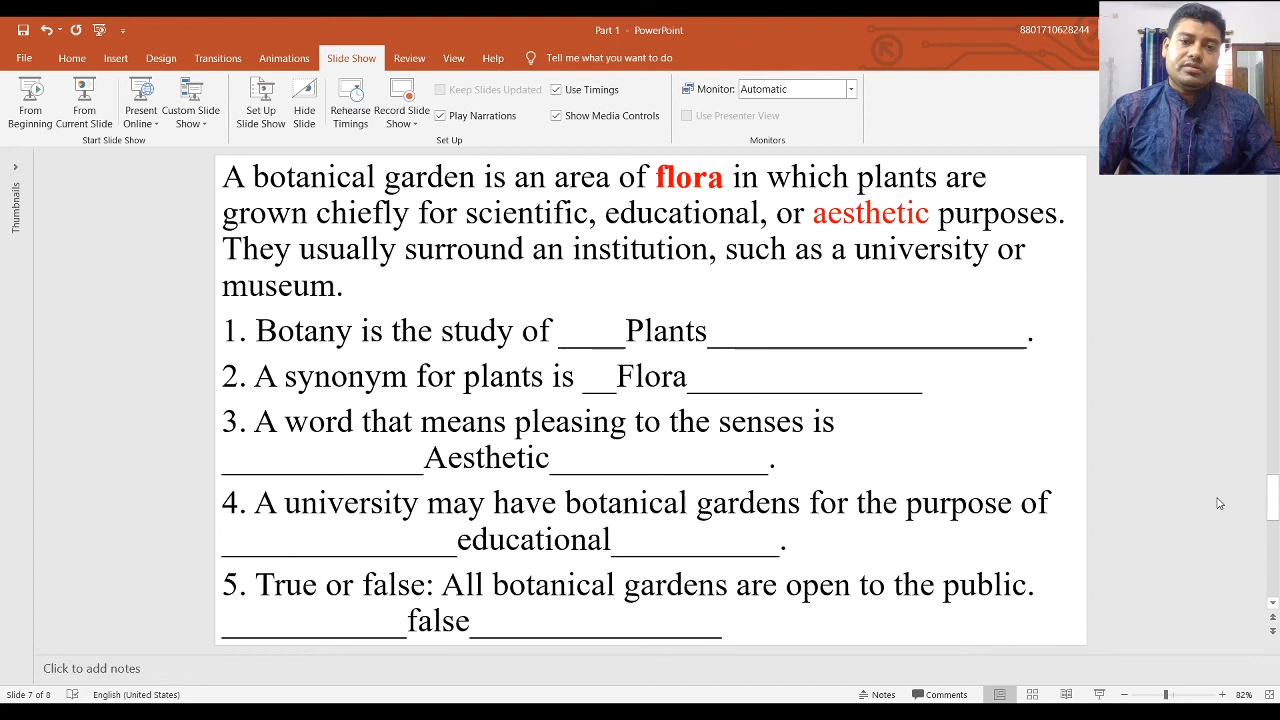 Part 1 - PowerPoint
8801710628244
File Home Insert Design Transitions Animations Slide Show Review View Help Tell me what you want to do
From Beginning
From Current Slide
Present Online
Custom Slide Show
Set Up Slide Show
Hide Slide
Rehearse Timings
Record Slide Show
Keep Slides Updated
Play Narrations
Use Timings
Show Media Controls
Monitor: Automatic
Use Presenter View
Start Slide Show
Set Up
Monitors
Thumbnails
A botanical garden is an area of flora in which plants are
grown chiefly for scientific, educational, or aesthetic purposes.
They usually surround an institution, such as a university or
museum.
1. Botany is the study of ____Plants___________________.
2. A synonym for plants is __Flora______________
3. A word that means pleasing to the senses is
____________Aesthetic_____________.
4. A university may have botanical gardens for the purpose of
______________educational__________.
5. True or false: All botanical gardens are open to the public.
___________false_______________
Click to add notes
Slide 7 of 8 English (United States) Notes Comments 82%